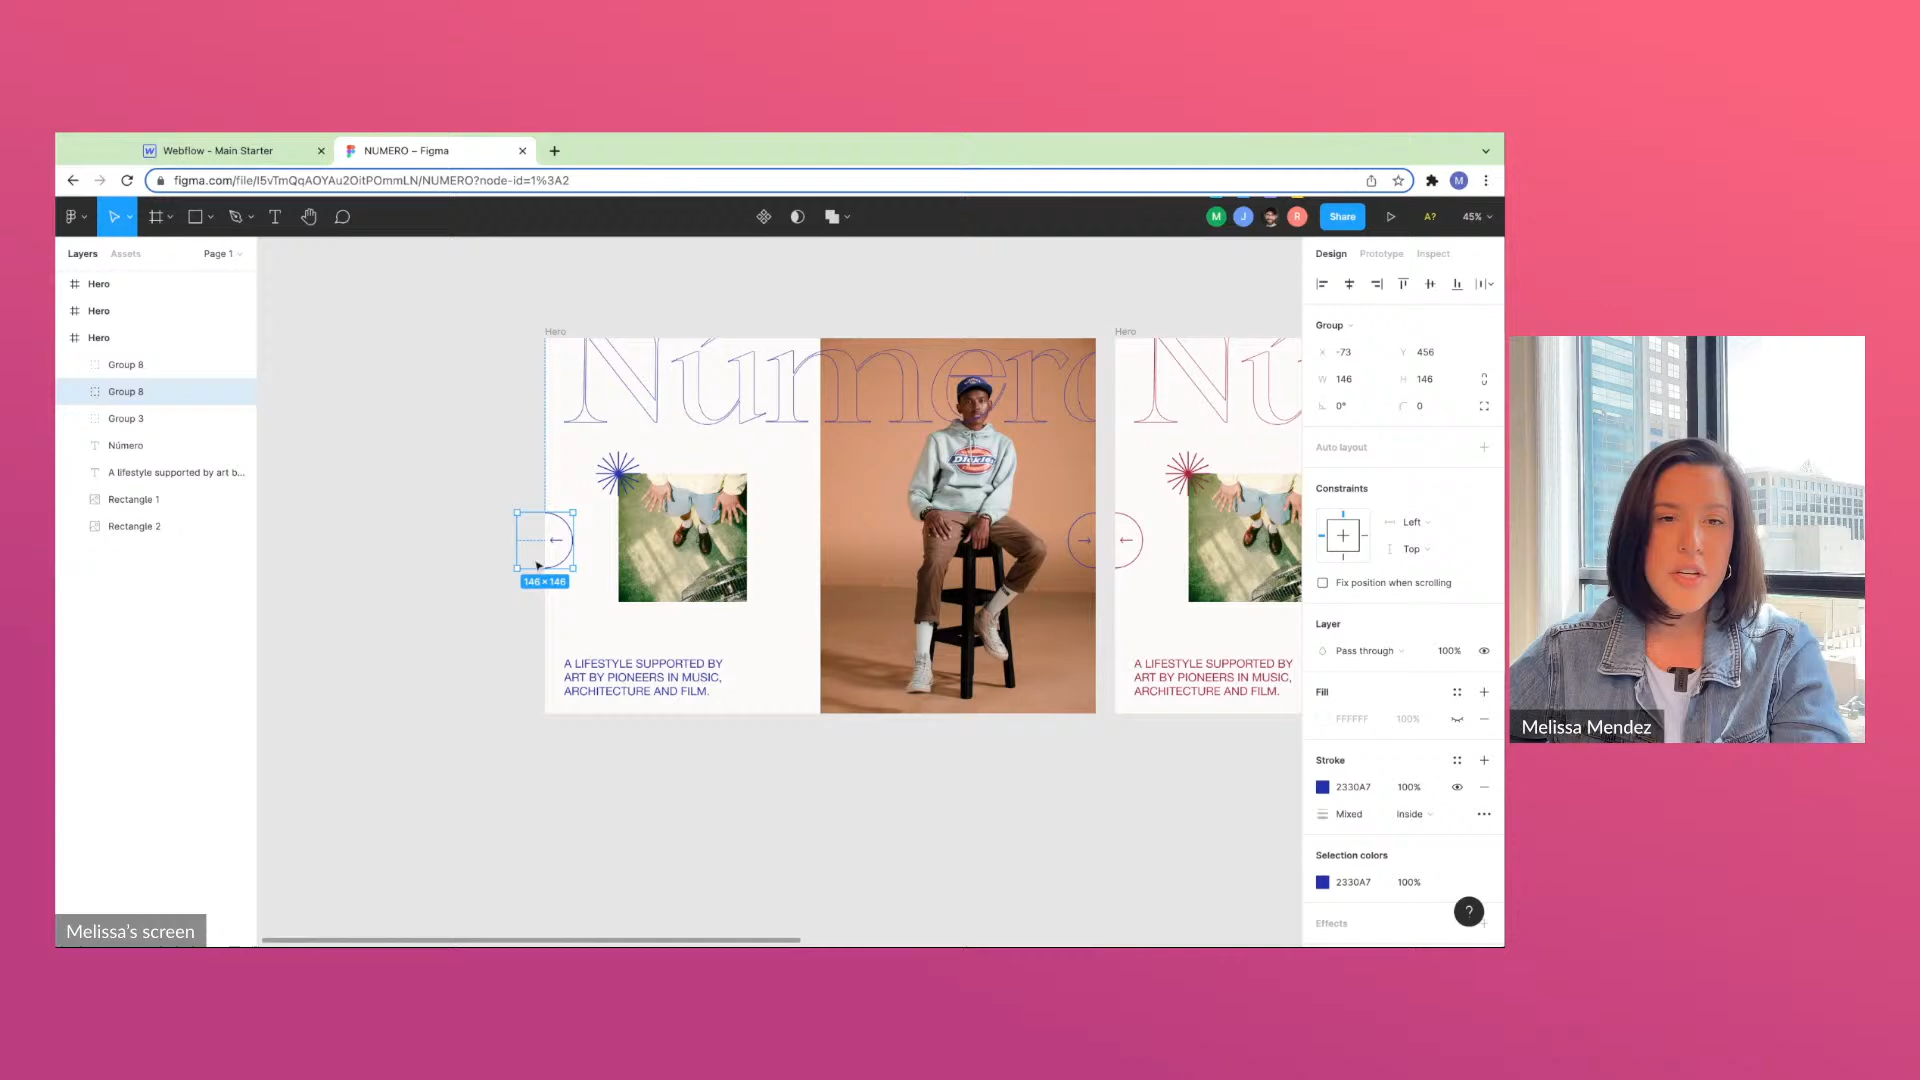 Webflow - Main Starter
NUMERO – Figma
figma.com/file/I5vTmQqAOYAu2OitPOmmLN/NUMERO?node-id=1%3A2
M
M
J
R
Share
A?
45%
Layers
Assets
Page 1
Design
Prototype
Inspect
Hero
Hero
Hero
Group 8
Group 8
Group 3
Número
A lifestyle supported by art b...
Rectangle 1
Rectangle 2
Hero
Número
Dickies
146 × 146
A LIFESTYLE SUPPORTED BY
ART BY PIONEERS IN MUSIC,
ARCHITECTURE AND FILM.
Hero
Nú
A LIFESTYLE SUPPORTED BY
ART BY PIONEERS IN MUSIC,
ARCHITECTURE AND FILM.
Group
X -73 Y 456
W 146 H 146
0° 0
Auto layout
Constraints
Left
Top
Fix position when scrolling
Layer
Pass through 100%
Fill
FFFFFF 100%
Stroke
2330A7 100%
Mixed Inside
Selection colors
2330A7 100%
Effects
?
Melissa's screen
Melissa Mendez